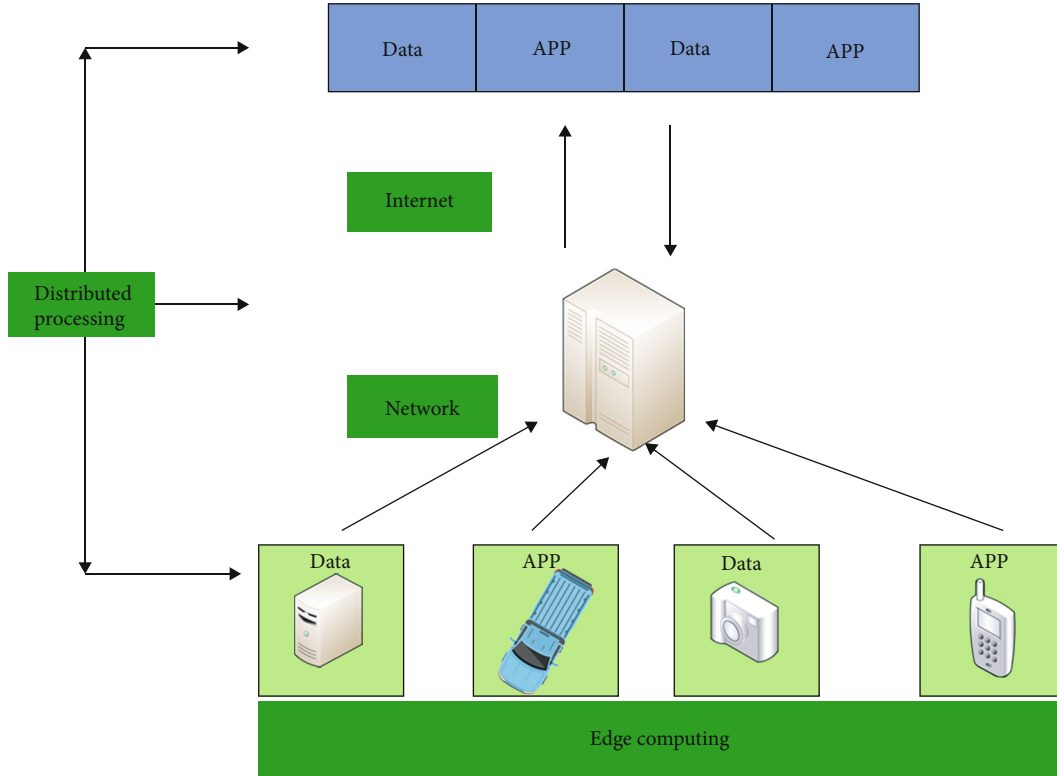 Data
APP
Data
APP
Internet
Distributed
processing
Network
Data
APP
Data
APP
Edge computing